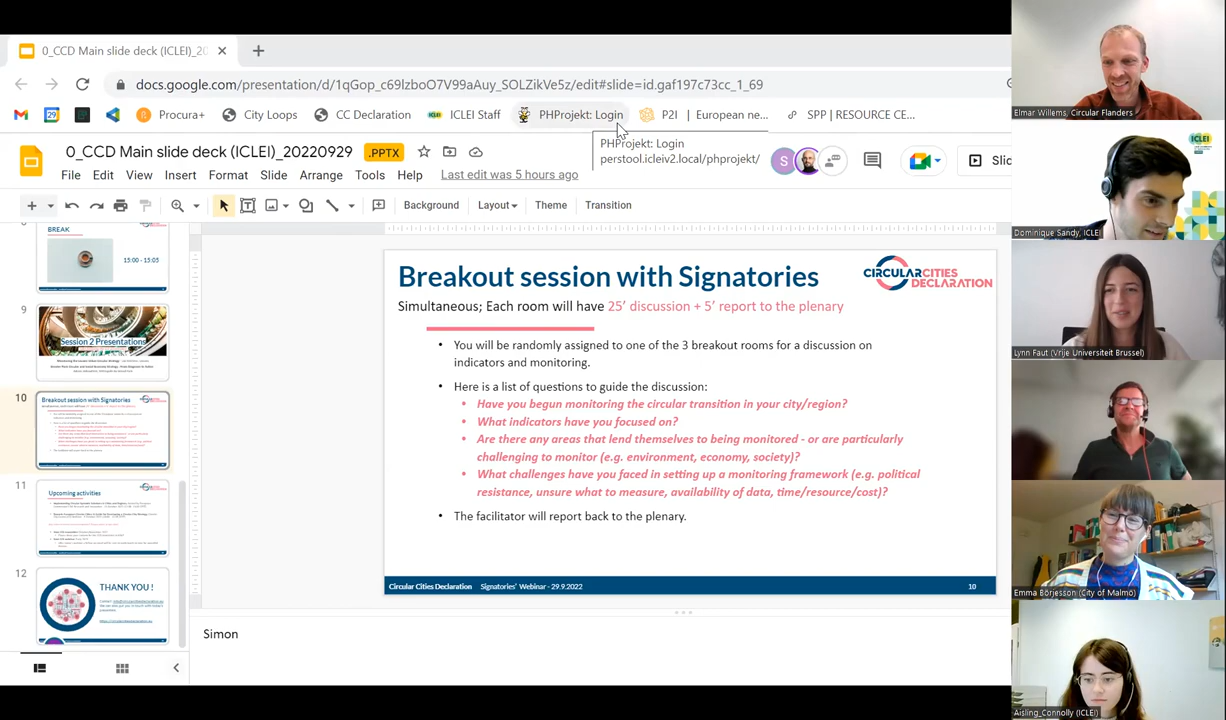 0_CCD Main slide deck (ICLEI)_20
docs.google.com/presentation/d/1qGop_c69lzboO7V99aAuy_SOLZikVe5z/edit#slide=id.gaf197c73cc_1_69
Procura+
City Loops
CC Declaration
ICLEI Staff
PHProjekt: Login
P2I | European ne...
SPP | RESOURCE CE...
PHProjekt: Login
perstool.icleiv2.local/phprojekt/
0_CCD Main slide deck (ICLEI)_20220929
.PPTX
S
Slid
File Edit View Insert Format Slide Arrange Tools Help
Last edit was 5 hours ago
Background Layout Theme Transition
BREAK
15:00 - 15:05
9
Session 2 Presentations
10
Breakout session with Signatories
11
Upcoming activities
12
THANK YOU !
Breakout session with Signatories
CIRCULARCITIES
DECLARATION
Simultaneous; Each room will have 25’ discussion + 5’ report to the plenary
• You will be randomly assigned to one of the 3 breakout rooms for a discussion on
indicators and monitoring.
• Here is a list of questions to guide the discussion:
• Have you begun monitoring the circular transition in your city/region?
• What indicators have you focused on?
• Are there any areas that lend themselves to being monitored - or are particularly
challenging to monitor (e.g. environment, economy, society)?
• What challenges have you faced in setting up a monitoring framework (e.g. political
resistance, unsure what to measure, availability of data, time/resource/cost)?
• The facilitator will report back to the plenary.
Circular Cities Declaration Signatories’ Webinar - 29.9.2022 10
Simon
Elmar Willems, Circular Flanders
ICLEI
Dominique Sandy, ICLEI
Lynn Faut (Vrije Universiteit Brussel)
Emma Börjesson (City of Malmö)
Aisling_Connolly (ICLEI)